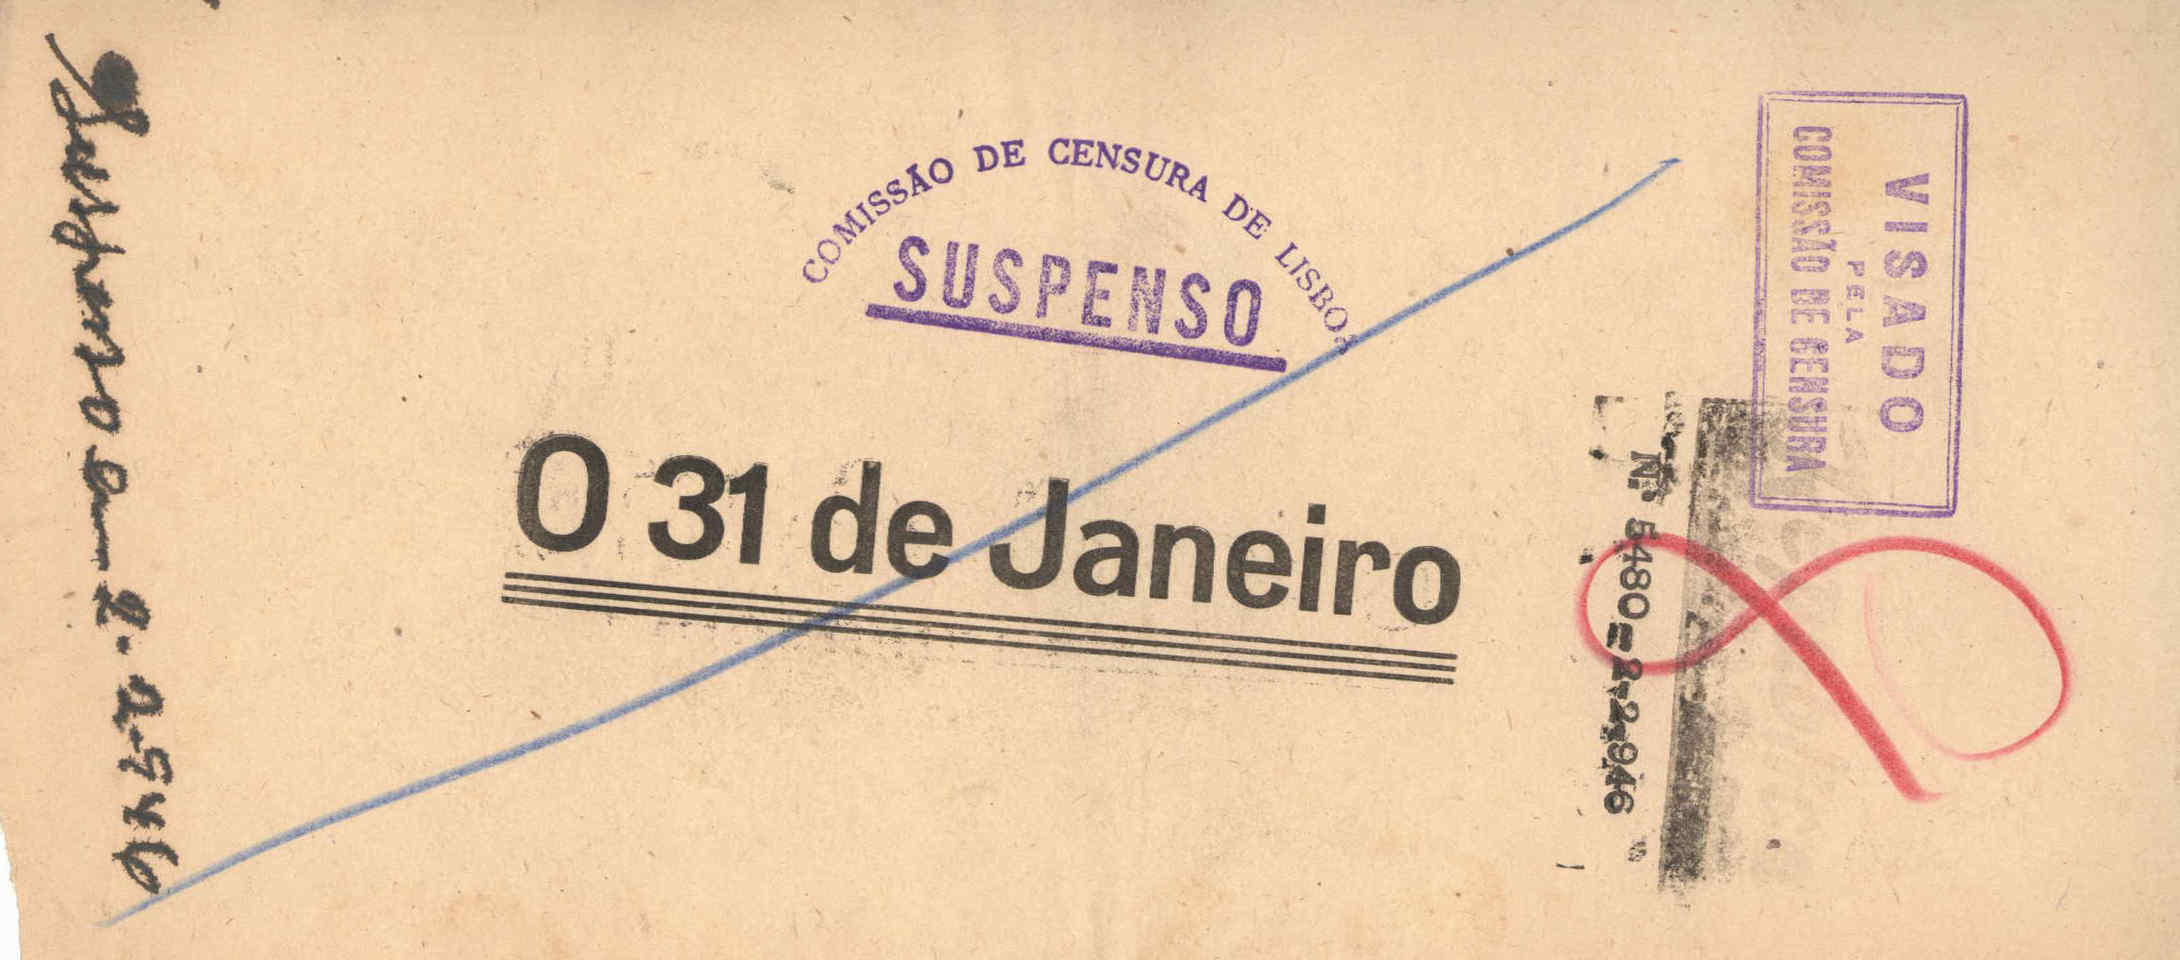 Suspenso em 2-2-946
COMISSÃO DE CENSURA DE LISBOA
SUSPENSO
O 31 de Janeiro
VISADO
PELA
COMISSÃO DE CENSURA
Nº 5480=2-2-946